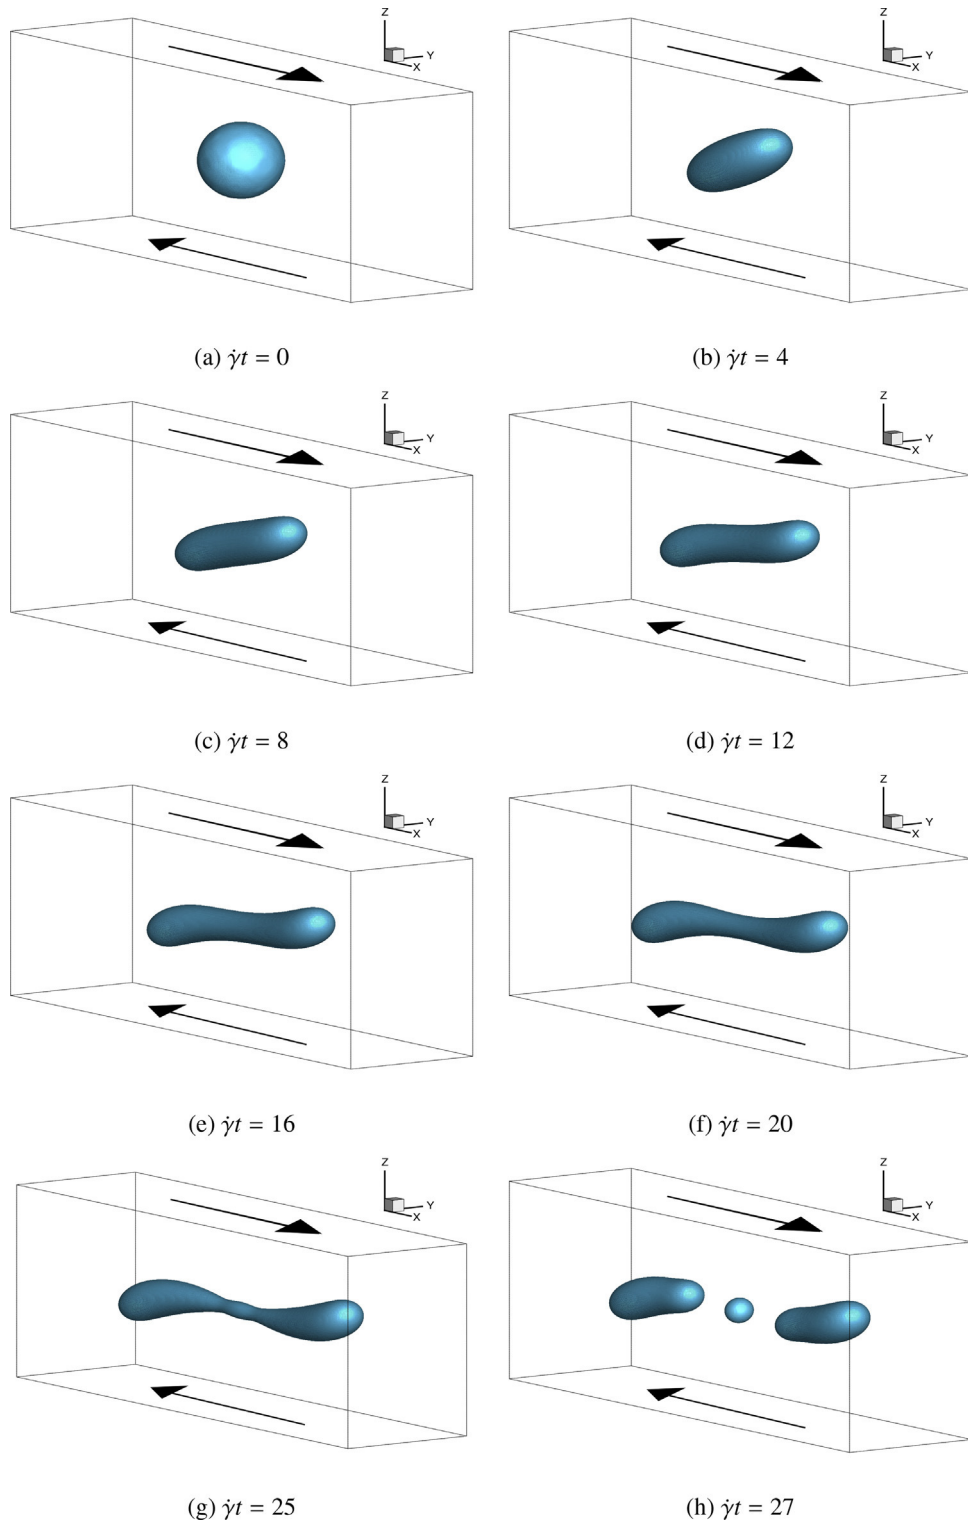 Z
Y
X
Z
Y
X
(a) γ̇t = 0
(b) γ̇t = 4
Z
Y
X
Z
Y
X
(c) γ̇t = 8
(d) γ̇t = 12
Z
Y
X
Z
Y
X
(e) γ̇t = 16
(f) γ̇t = 20
Z
Y
X
Z
Y
X
(g) γ̇t = 25
(h) γ̇t = 27